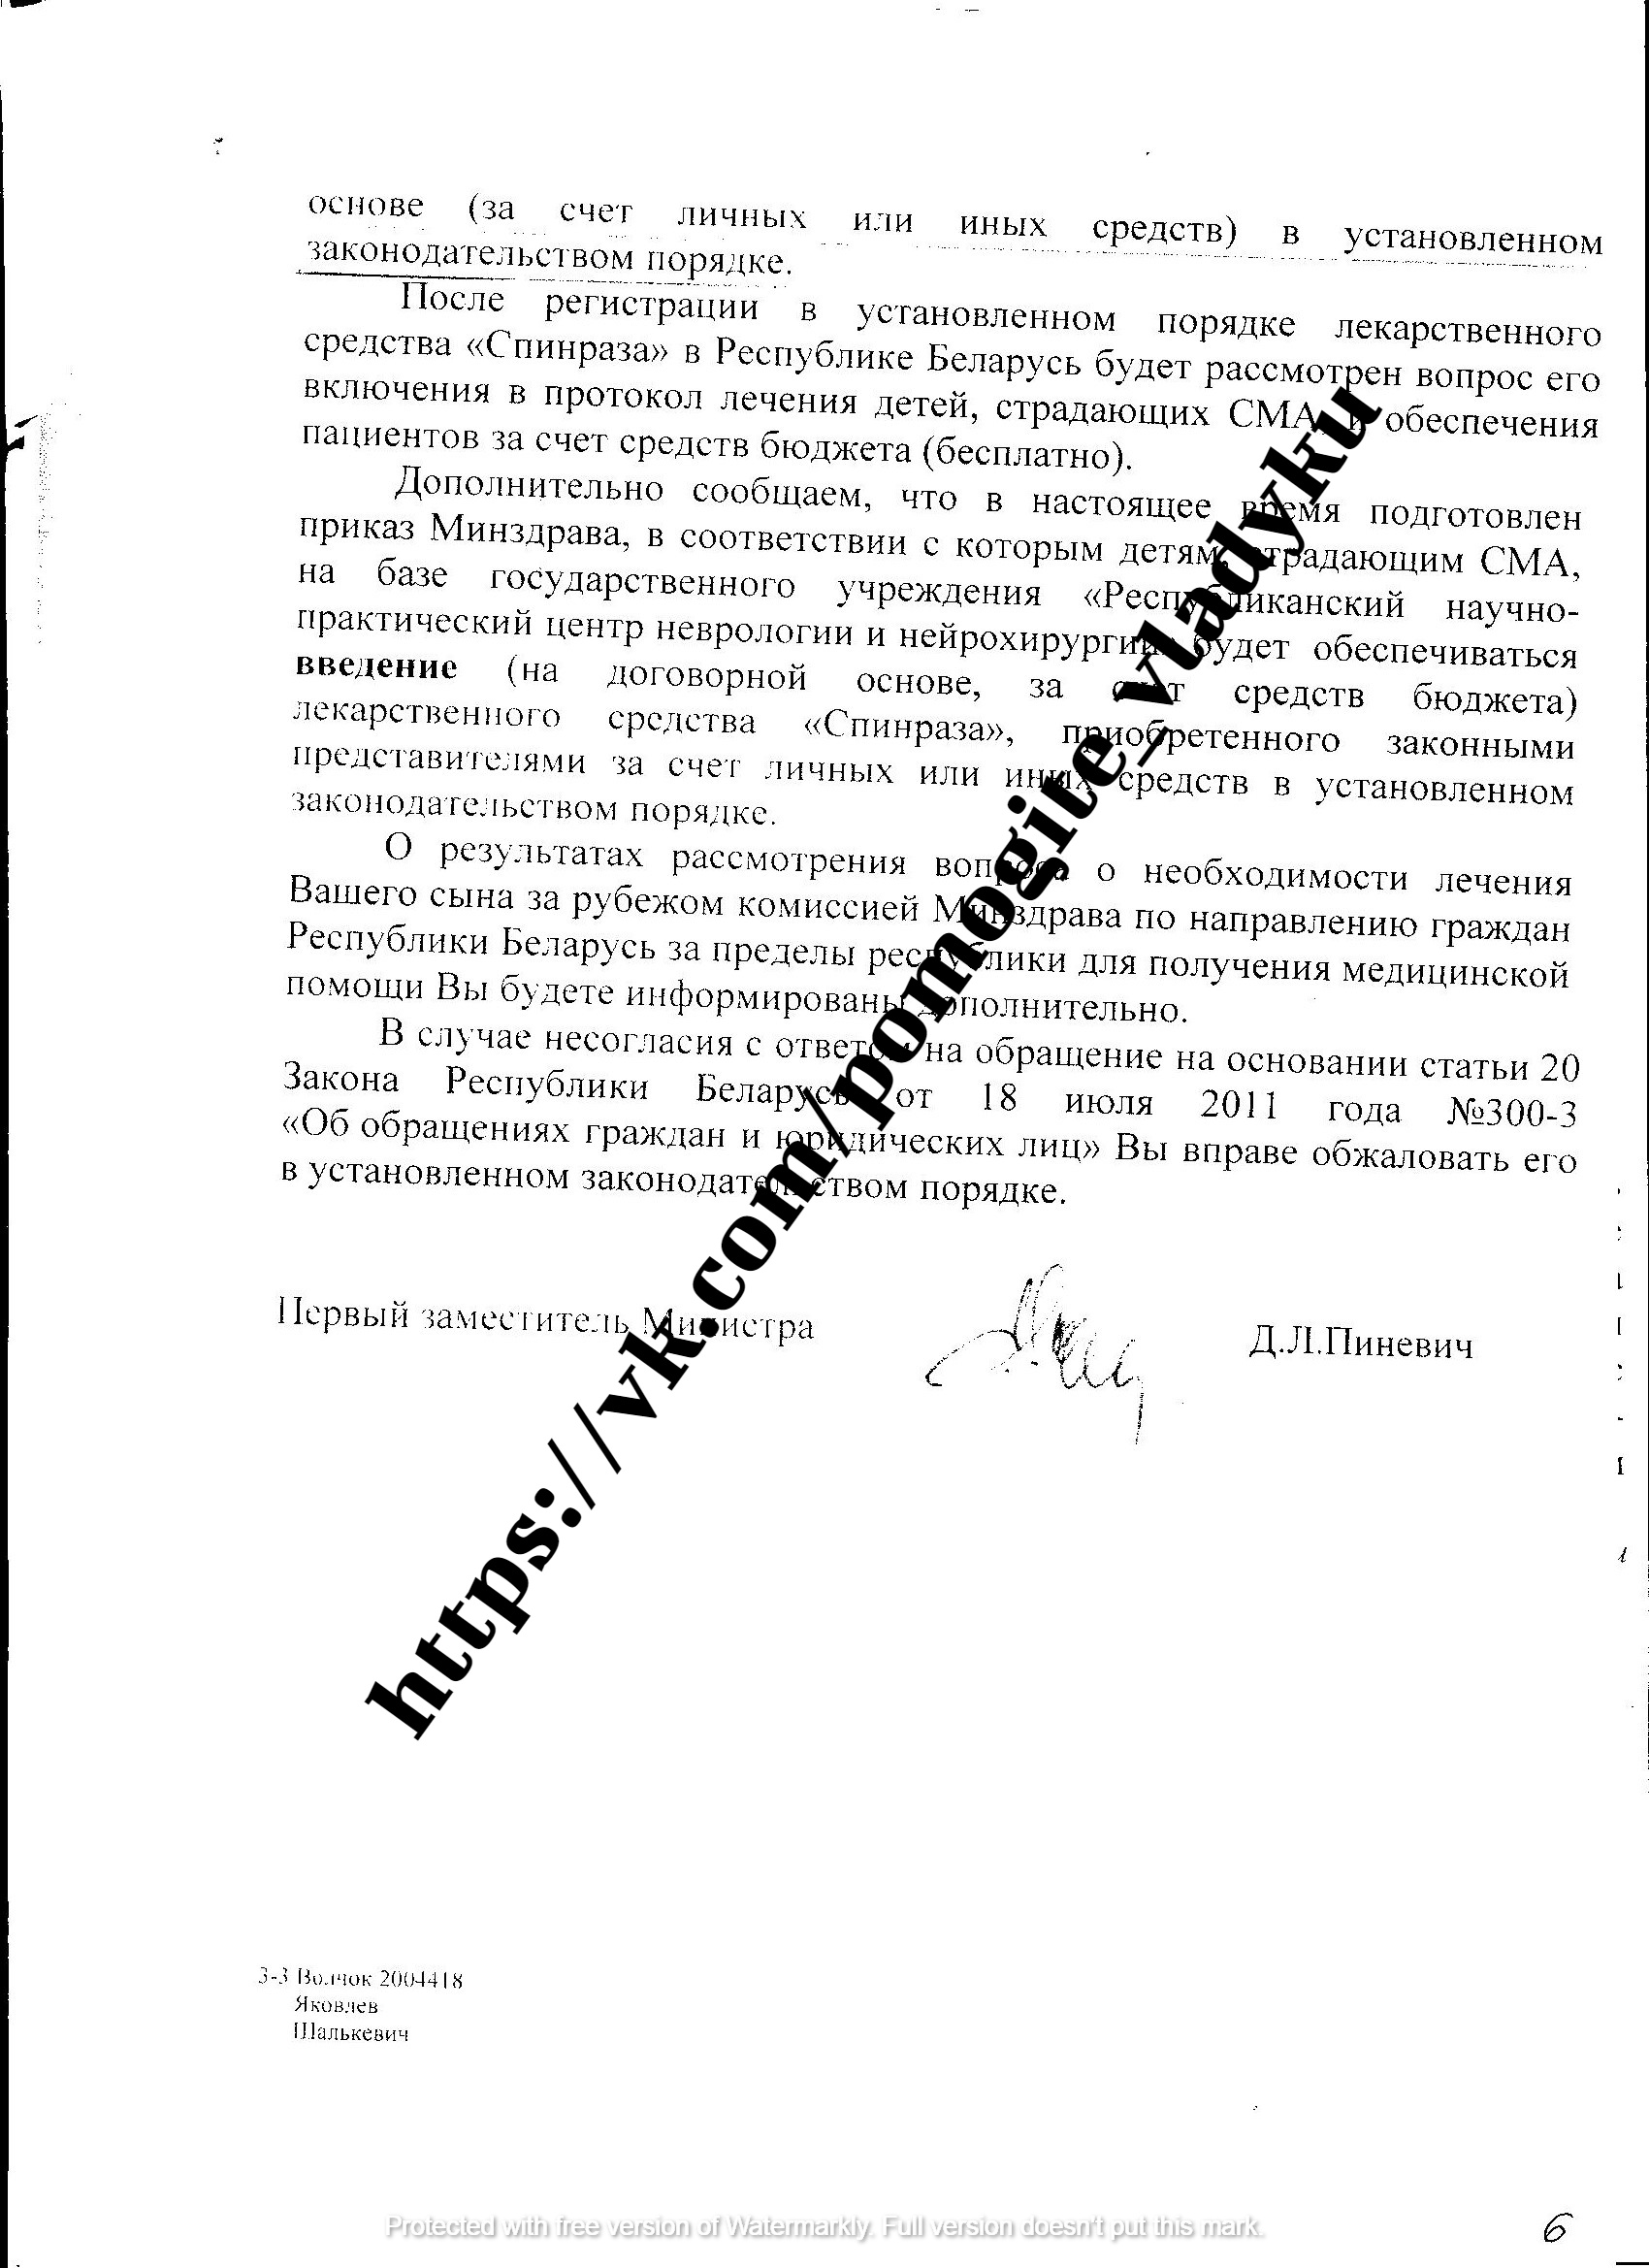 основе (за счет личных или иных средств) в установленном
законодательством порядке.
После регистрации в установленном порядке лекарственного
средства «Спинраза» в Республике Беларусь будет рассмотрен вопрос его
включения в протокол лечения детей, страдающих СМА, и обеспечения
пациентов за счет средств бюджета (бесплатно).
Дополнительно сообщаем, что в настоящее время подготовлен
приказ Минздрава, в соответствии с которым детям, страдающим СМА,
на базе государственного учреждения «Республиканский научно-
практический центр неврологии и нейрохирургии» будет обеспечиваться
введение (на договорной основе, за счет средств бюджета)
лекарственного средства «Спинраза», приобретенного законными
представителями за счет личных или иных средств в установленном
законодательством порядке.
О результатах рассмотрения вопроса о необходимости лечения
Вашего сына за рубежом комиссией Минздрава по направлению граждан
Республики Беларусь за пределы республики для получения медицинской
помощи Вы будете информированы дополнительно.
В случае несогласия с ответом на обращение на основании статьи 20
Закона Республики Беларусь от 18 июля 2011 года №300-З
«Об обращениях граждан и юридических лиц» Вы вправе обжаловать его
в установленном законодательством порядке.
Первый заместитель Министра Д.Л.Пиневич
https://vk.com/pomogite_vladyku
3-3 Волчок 2004418
Яковлев
Шалькевич
Protected with free version of Watermarkly. Full version doesn't put this mark.
6